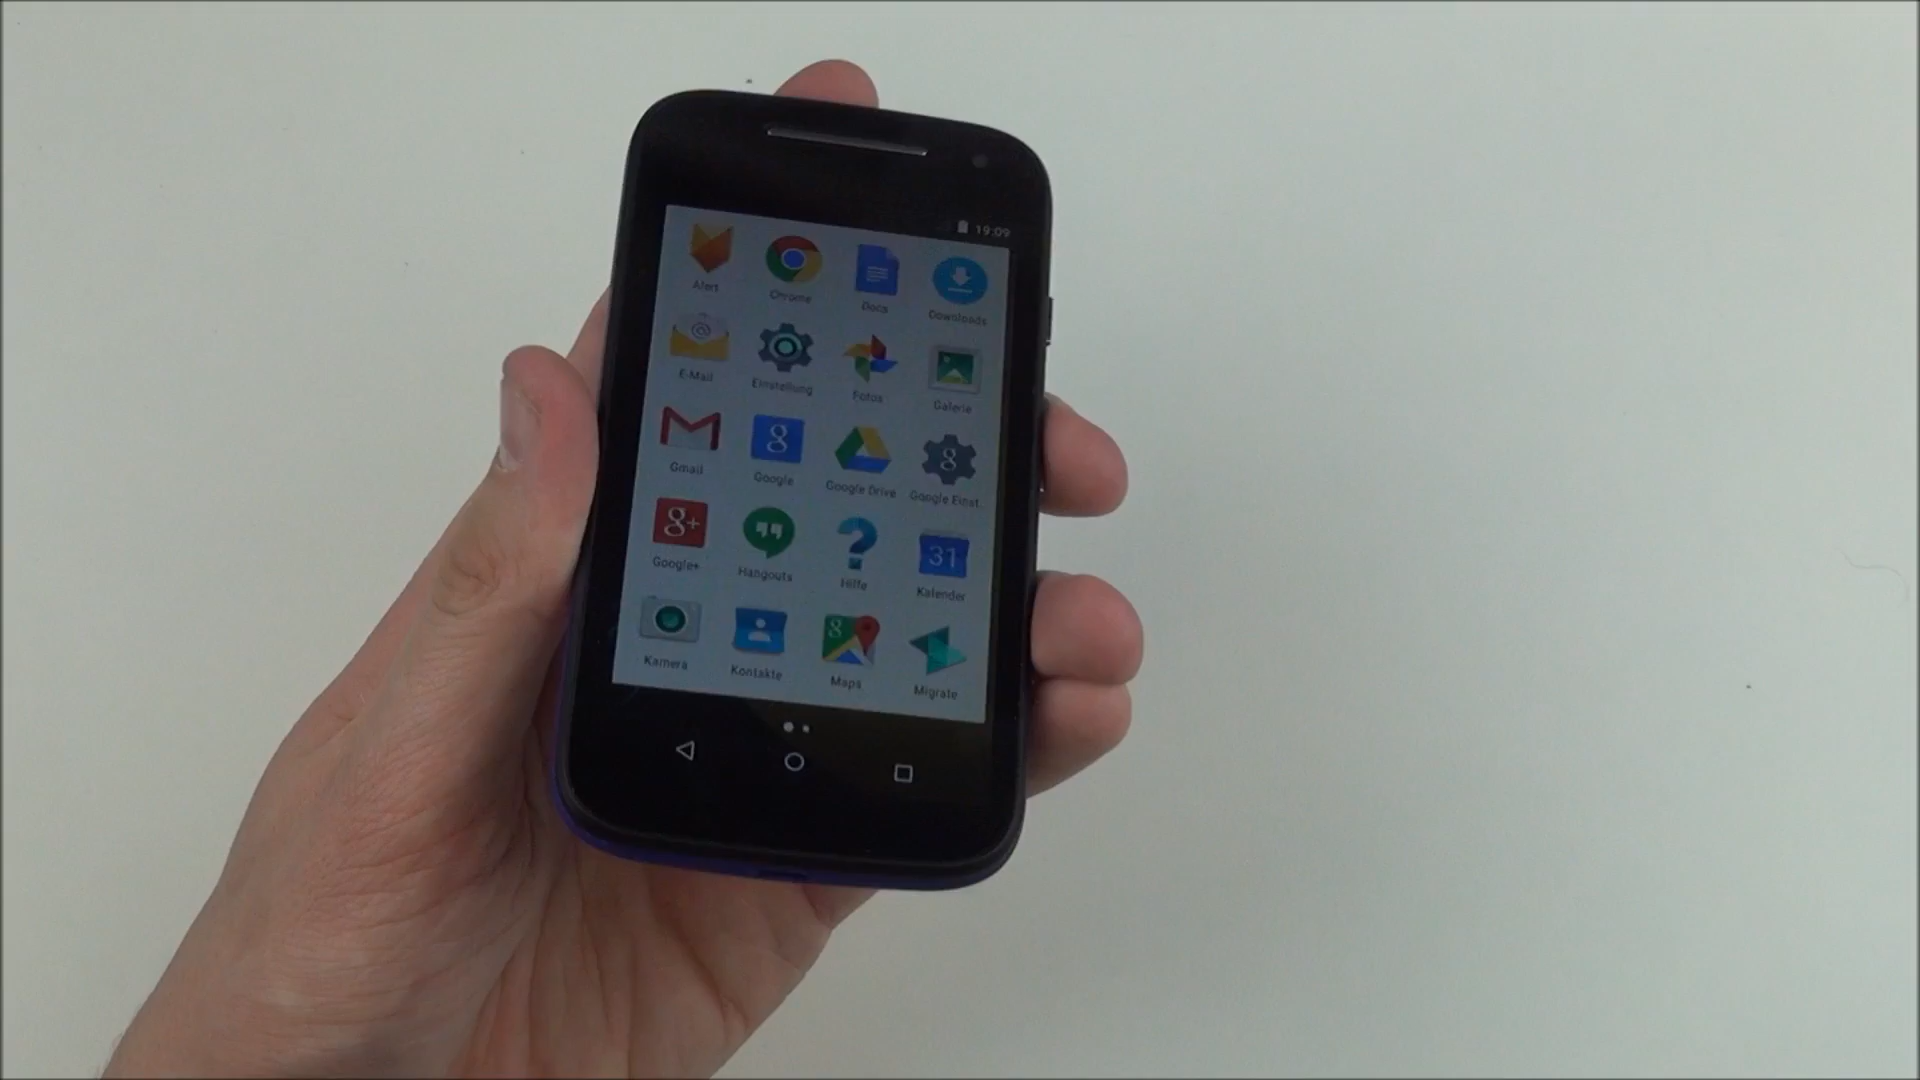 19:09
Alert Chrome Docs Downloads
E-Mail Einstellung Fotos Galerie
Gmail Google Google Drive Google Einst.
Google+ Hangouts Hilfe Kalender
Kamera Kontakte Maps Migrate
@
g
g
g+
31
g